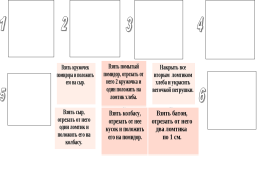 1
2
3
4
5
6
Взять кружочек
помидора и положить
его на сыр.
Взять помытый
помидор, отрезать от
него 2 кружочка и
один положить на
ломтик хлеба.
Накрыть все
вторым ломтиком
хлеба и украсить
веточкой петрушки.
Взять сыр,
отрезать от него
один ломтик и
положить его на
колбасу.
Взять колбасу,
отрезать от нее
кусок и положить
его на помидор.
Взять батон,
отрезать от него
два ломтика
по 1 см.